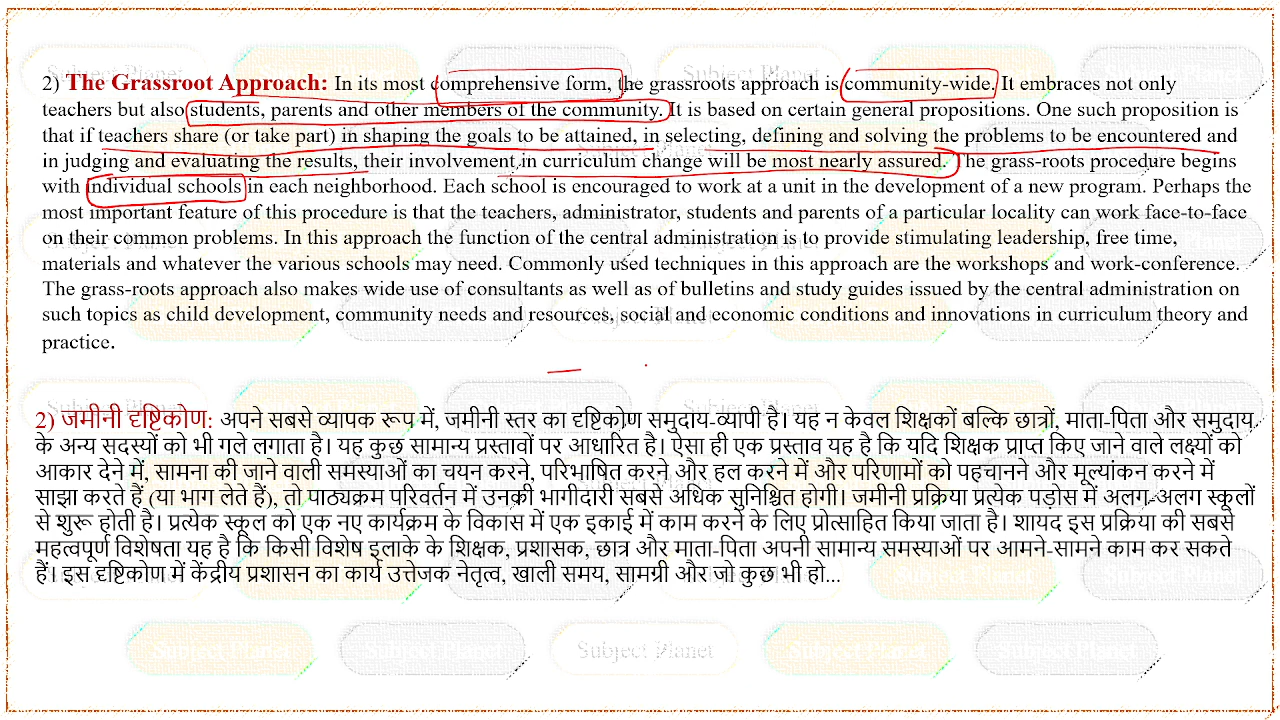 2) The Grassroot Approach: In its most comprehensive form, the grassroots approach is community-wide. It embraces not only
teachers but also students, parents and other members of the community. It is based on certain general propositions. One such proposition is
that if teachers share (or take part) in shaping the goals to be attained, in selecting, defining and solving the problems to be encountered and
in judging and evaluating the results, their involvement in curriculum change will be most nearly assured. The grass-roots procedure begins
with individual schools in each neighborhood. Each school is encouraged to work at a unit in the development of a new program. Perhaps the
most important feature of this procedure is that the teachers, administrator, students and parents of a particular locality can work face-to-face
on their common problems. In this approach the function of the central administration is to provide stimulating leadership, free time,
materials and whatever the various schools may need. Commonly used techniques in this approach are the workshops and work-conference.
The grass-roots approach also makes wide use of consultants as well as of bulletins and study guides issued by the central administration on
such topics as child development, community needs and resources, social and economic conditions and innovations in curriculum theory and
practice.
2) जमीनी दृष्टिकोण: अपने सबसे व्यापक रूप में, जमीनी स्तर का दृष्टिकोण समुदाय-व्यापी है। यह न केवल शिक्षकों बल्कि छात्रों, माता-पिता और समुदाय
के अन्य सदस्यों को भी गले लगाता है। यह कुछ सामान्य प्रस्तावों पर आधारित है। ऐसा ही एक प्रस्ताव यह है कि यदि शिक्षक प्राप्त किए जाने वाले लक्ष्यों को
आकार देने में, सामना की जाने वाली समस्याओं का चयन करने, परिभाषित करने और हल करने में और परिणामों को पहचानने और मूल्यांकन करने में
साझा करते हैं (या भाग लेते हैं), तो पाठ्यक्रम परिवर्तन में उनकी भागीदारी सबसे अधिक सुनिश्चित होगी। जमीनी प्रक्रिया प्रत्येक पड़ोस में अलग-अलग स्कूलों
से शुरू होती है। प्रत्येक स्कूल को एक नए कार्यक्रम के विकास में एक इकाई में काम करने के लिए प्रोत्साहित किया जाता है। शायद इस प्रक्रिया की सबसे
महत्वपूर्ण विशेषता यह है कि किसी विशेष इलाके के शिक्षक, प्रशासक, छात्र और माता-पिता अपनी सामान्य समस्याओं पर आमने-सामने काम कर सकते
हैं। इस दृष्टिकोण में केंद्रीय प्रशासन का कार्य उत्तेजक नेतृत्व, खाली समय, सामग्री और जो कुछ भी हो...
Subject Planet Subject Planet Subject Planet Subject Planet Subject Planet